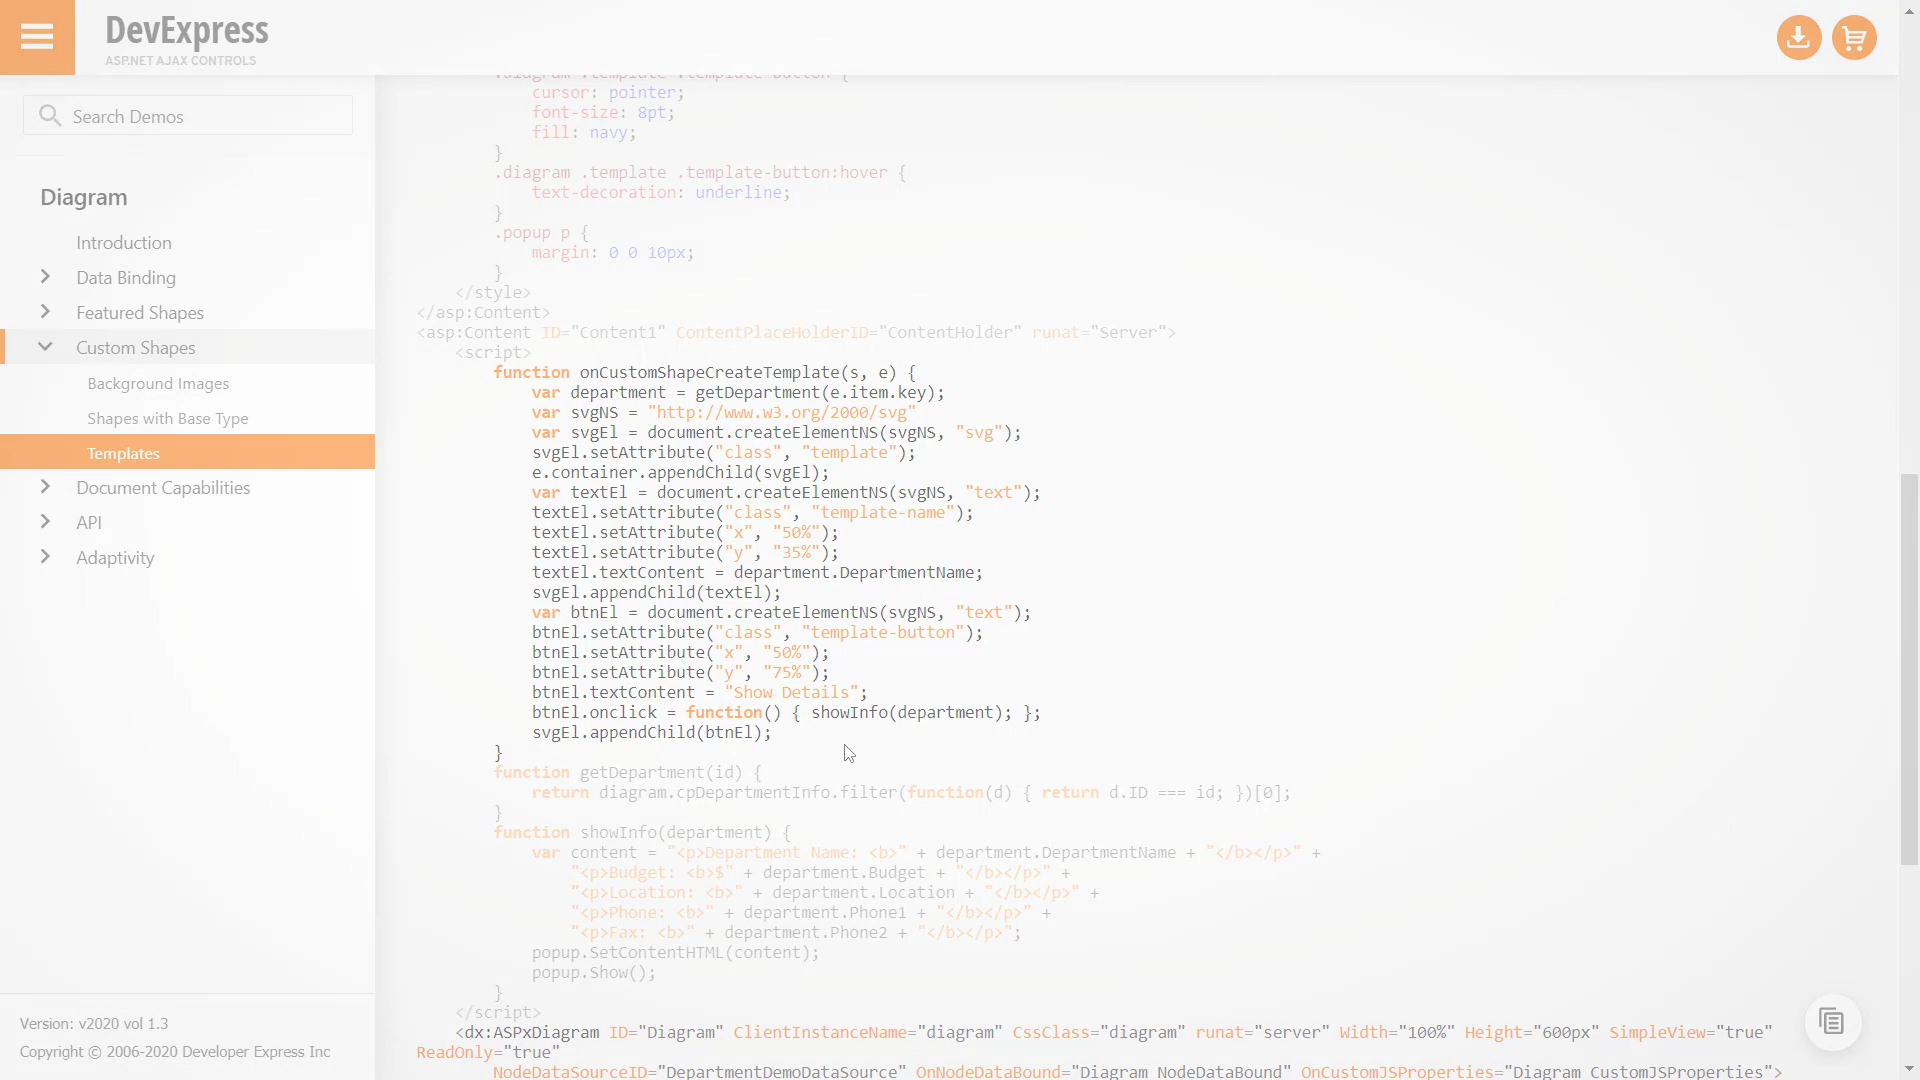 DevExpress
ASP.NET AJAX CONTROLS
Search Demos
Diagram
Introduction
Data Binding
Featured Shapes
Custom Shapes
Background Images
Shapes with Base Type
Templates
Document Capabilities
API
Adaptivity
Version: v2020 vol 1.3
Copyright © 2006-2020 Developer Express Inc
.diagram .template .template-button {
cursor: pointer;
font-size: 8pt;
fill: navy;
}
.diagram .template .template-button:hover {
text-decoration: underline;
}
.popup p {
margin: 0 0 10px;
}
</style>
</asp:Content>
<asp:Content ID="Content1" ContentPlaceHolderID="ContentHolder" runat="Server">
<script>
function onCustomShapeCreateTemplate(s, e) {
var department = getDepartment(e.item.key);
var svgNS = "http://www.w3.org/2000/svg"
var svgEl = document.createElementNS(svgNS, "svg");
svgEl.setAttribute("class", "template");
e.container.appendChild(svgEl);
var textEl = document.createElementNS(svgNS, "text");
textEl.setAttribute("class", "template-name");
textEl.setAttribute("x", "50%");
textEl.setAttribute("y", "35%");
textEl.textContent = department.DepartmentName;
svgEl.appendChild(textEl);
var btnEl = document.createElementNS(svgNS, "text");
btnEl.setAttribute("class", "template-button");
btnEl.setAttribute("x", "50%");
btnEl.setAttribute("y", "75%");
btnEl.textContent = "Show Details";
btnEl.onclick = function() { showInfo(department); };
svgEl.appendChild(btnEl);
}
function getDepartment(id) {
return diagram.cpDepartmentInfo.filter(function(d) { return d.ID === id; })[0];
}
function showInfo(department) {
var content = "<p>Department Name: <b>" + department.DepartmentName + "</b></p>" +
"<p>Budget: <b>$" + department.Budget + "</b></p>" +
"<p>Location: <b>" + department.Location + "</b></p>" +
"<p>Phone: <b>" + department.Phone1 + "</b></p>" +
"<p>Fax: <b>" + department.Phone2 + "</b></p>";
popup.SetContentHTML(content);
popup.Show();
}
</script>
<dx:ASPxDiagram ID="Diagram" ClientInstanceName="diagram" CssClass="diagram" runat="server" Width="100%" Height="600px" SimpleView="true"
ReadOnly="true"
NodeDataSourceID="DepartmentDemoDataSource" OnNodeDataBound="Diagram_NodeDataBound" OnCustomJSProperties="Diagram_CustomJSProperties">